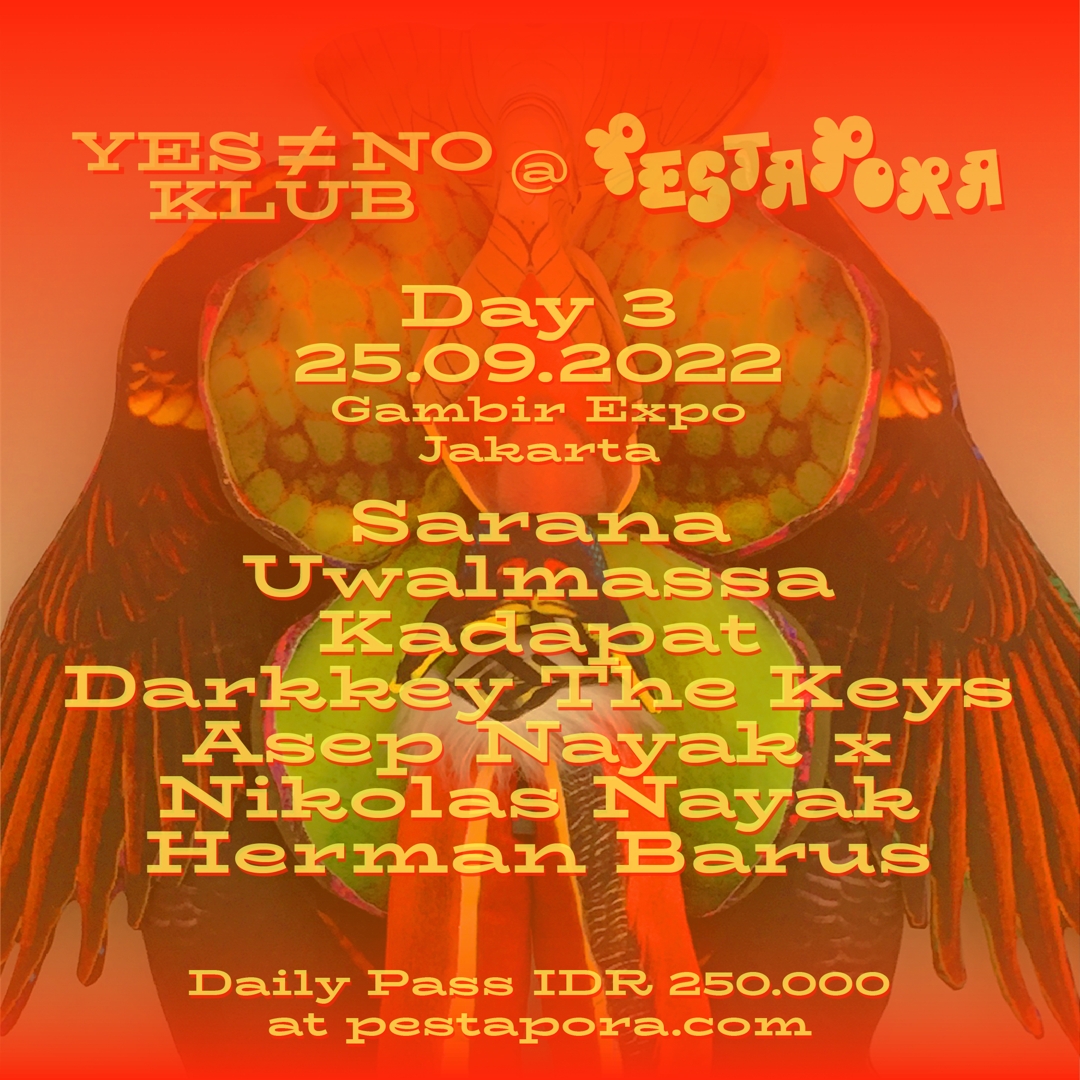 YES ≠ NO
KLUB
@
PESTAPORA
Day 3
25.09.2022
Gambir Expo
Jakarta
Sarana
Uwalmassa
Kadapat
Darkkey The Keys
Asep Nayak x
Nikolas Nayak
Herman Barus
Daily Pass IDR 250.000
at pestapora.com